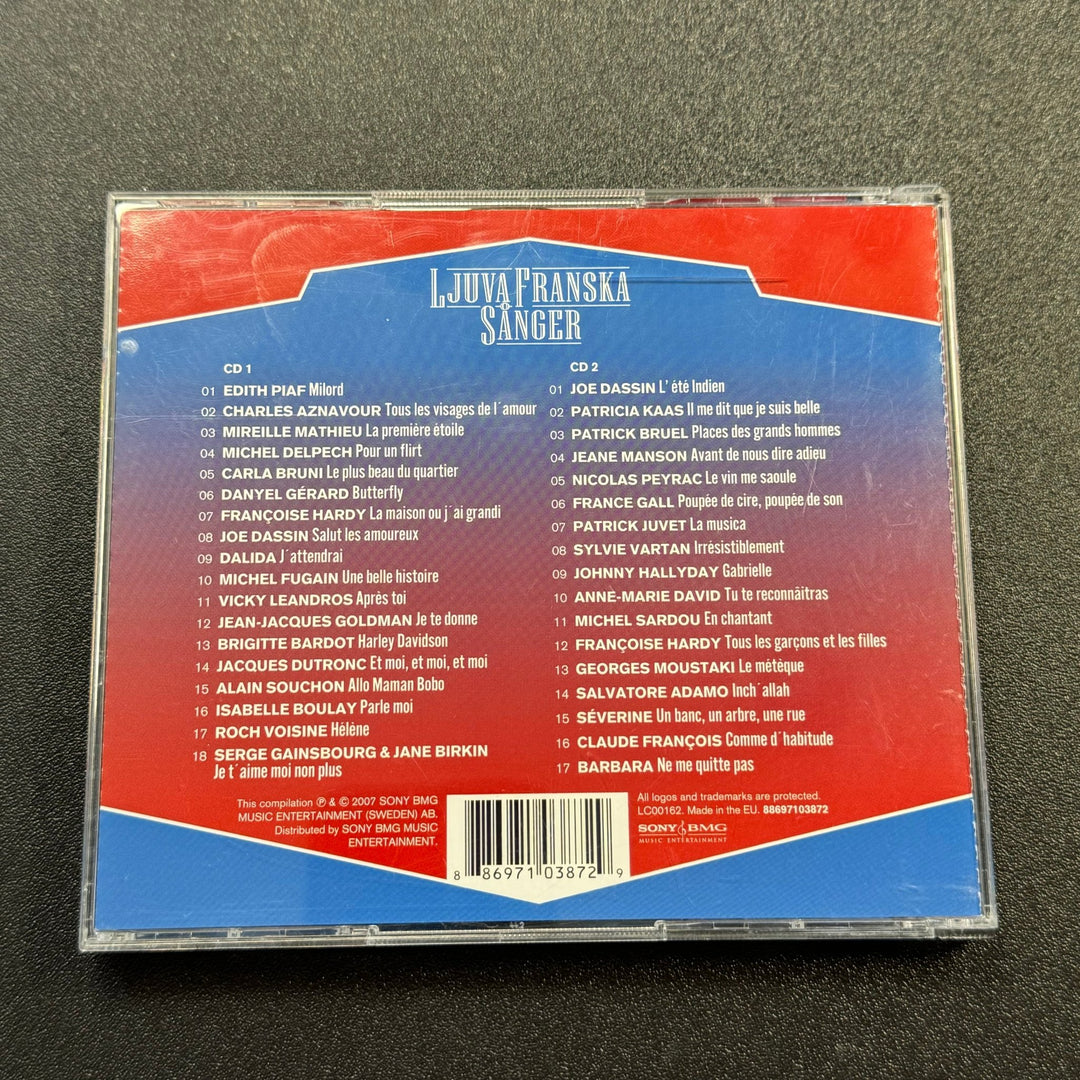 LJUVA FRANSKA
SÅNGER
CD 1
01 EDITH PIAF Milord
02 CHARLES AZNAVOUR Tous les visages de l´amour
03 MIREILLE MATHIEU La première étoile
04 MICHEL DELPECH Pour un flirt
05 CARLA BRUNI Le plus beau du quartier
06 DANYEL GÉRARD Butterfly
07 FRANÇOISE HARDY La maison ou j´ai grandi
08 JOE DASSIN Salut les amoureux
09 DALIDA J´attendrai
10 MICHEL FUGAIN Une belle histoire
11 VICKY LEANDROS Après toi
12 JEAN-JACQUES GOLDMAN Je te donne
13 BRIGITTE BARDOT Harley Davidson
14 JACQUES DUTRONC Et moi, et moi, et moi
15 ALAIN SOUCHON Allo Maman Bobo
16 ISABELLE BOULAY Parle moi
17 ROCH VOISINE Hélène
18 SERGE GAINSBOURG & JANE BIRKIN
Je t´aime moi non plus
CD 2
01 JOE DASSIN L' été Indien
02 PATRICIA KAAS Il me dit que je suis belle
03 PATRICK BRUEL Places des grands hommes
04 JEANE MANSON Avant de nous dire adieu
05 NICOLAS PEYRAC Le vin me saoule
06 FRANCE GALL Poupée de cire, poupée de son
07 PATRICK JUVET La musica
08 SYLVIE VARTAN Irrésistiblement
09 JOHNNY HALLYDAY Gabrielle
10 ANNE-MARIE DAVID Tu te reconnâitras
11 MICHEL SARDOU En chantant
12 FRANÇOISE HARDY Tous les garçons et les filles
13 GEORGES MOUSTAKI Le métèque
14 SALVATORE ADAMO Inch´allah
15 SÉVERINE Un banc, un arbre, une rue
16 CLAUDE FRANÇOIS Comme d´habitude
17 BARBARA Ne me quitte pas
This compilation ℗ & © 2007 SONY BMG
MUSIC ENTERTAINMENT (SWEDEN) AB.
Distributed by SONY BMG MUSIC
ENTERTAINMENT.
8 86971 03872 9
All logos and trademarks are protected.
LC00162. Made in the EU. 88697103872
SONY BMG
MUSIC ENTERTAINMENT